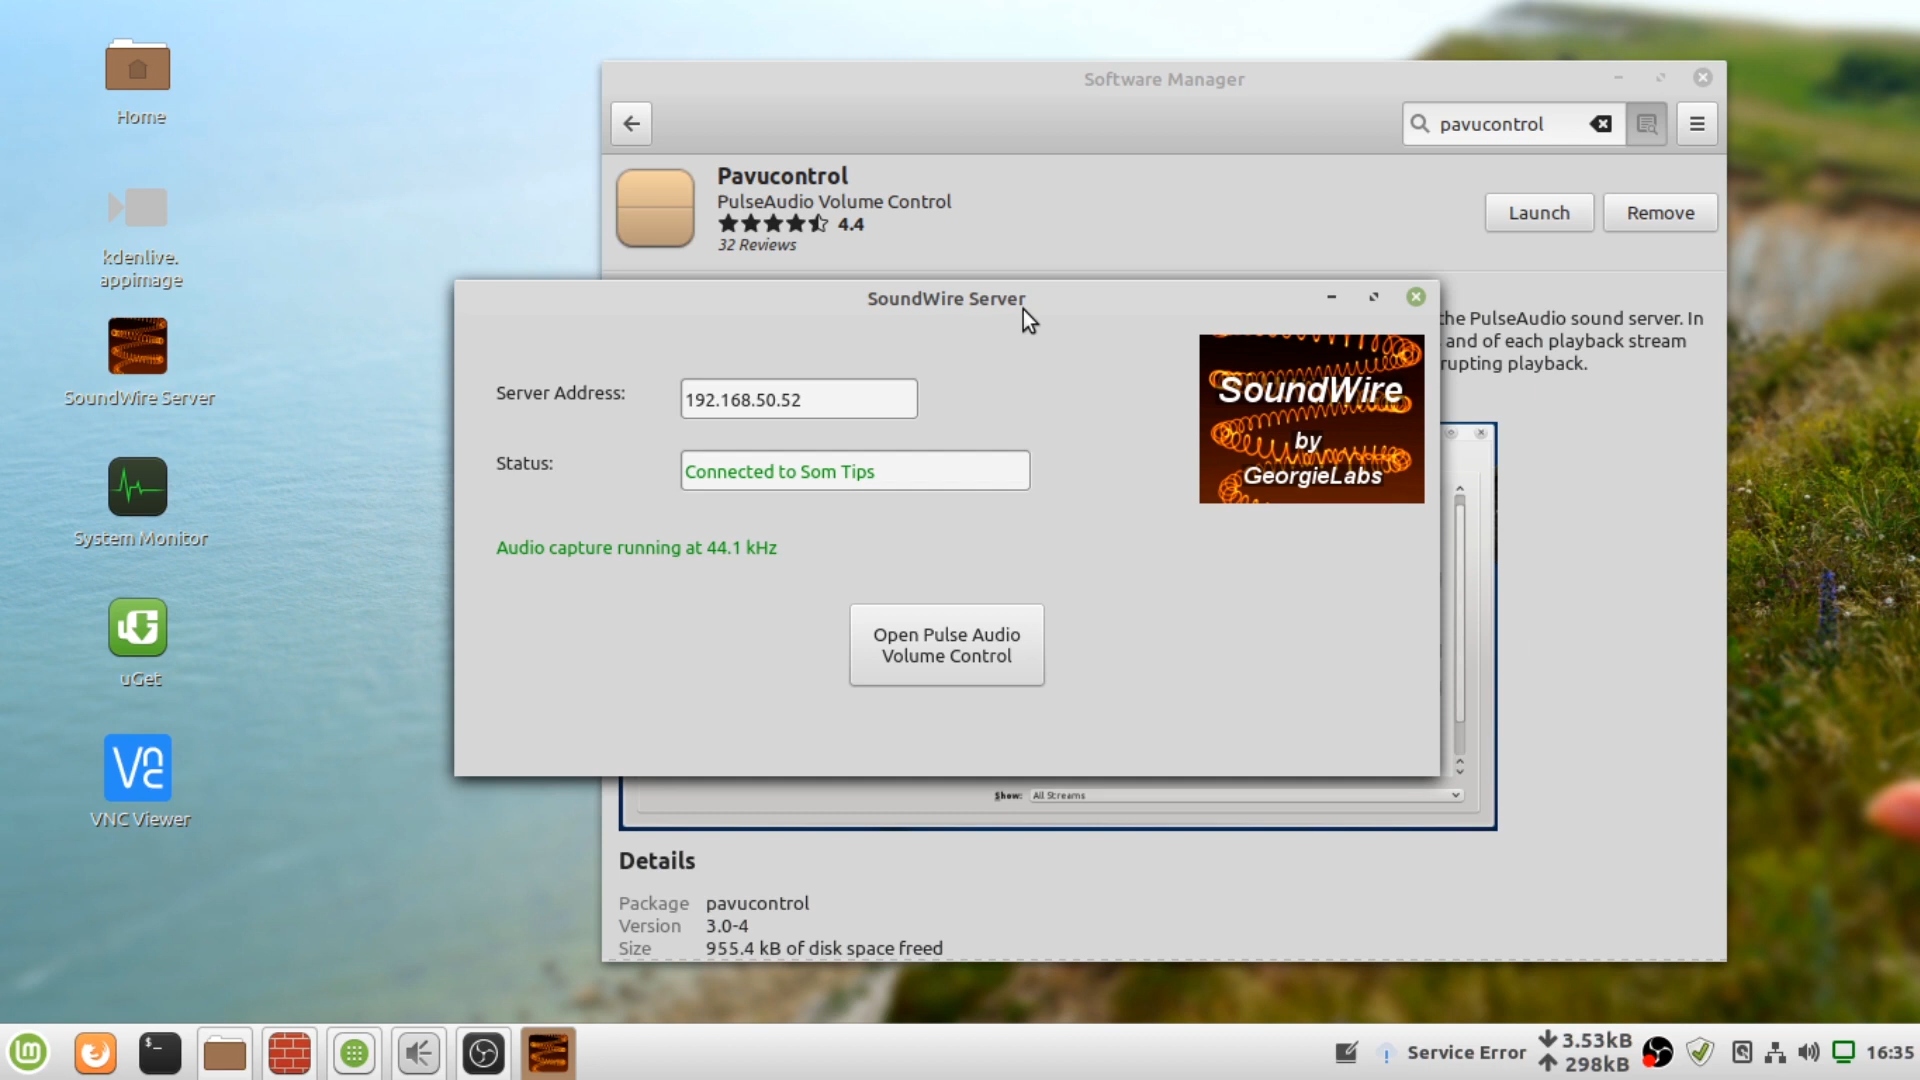 Home
kdenlive.
appimage
SoundWire Server
System Monitor
uGet
VNC Viewer
Software Manager
pavucontrol
Pavucontrol
PulseAudio Volume Control
4.4
32 Reviews
Launch
Remove
the PulseAudio sound server. In
and of each playback stream
rupting playback.
SoundWire Server
Server Address:
192.168.50.52
Status:
Connected to Som Tips
Audio capture running at 44.1 kHz
Open Pulse Audio
Volume Control
SoundWire
by
GeorgieLabs
Show: All Streams
Details
Package pavucontrol
Version 3.0-4
Size 955.4 kB of disk space freed
Service Error
3.53kB
298kB
16:35